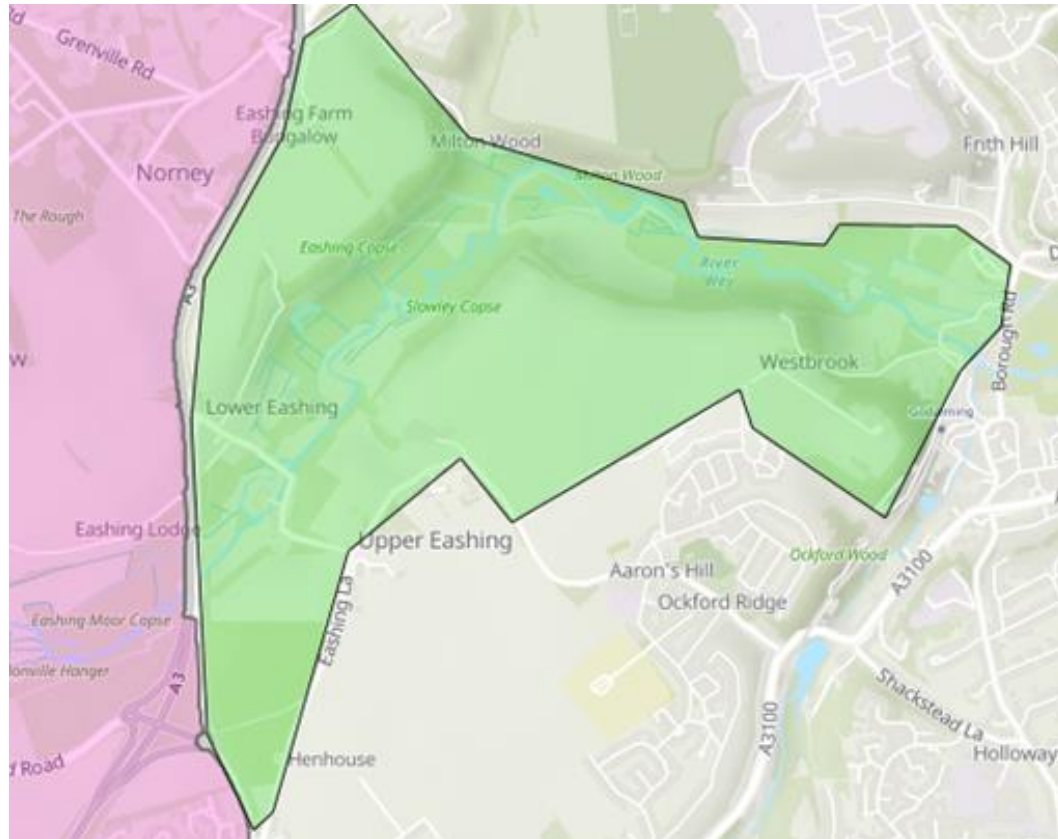 Rd
Grenville Rd
Eashing Farm
Bungalow
Milton Wood
Frith Hill
Norney
Milton Wood
The Rough
Eashing Copse
River
Wey
A3
Slowley Copse
Borough Rd
Westbrook
Lower Eashing
Godalming
Eashing Lodge
Upper Eashing
Ockford Wood
Aaron's Hill
A3100
Ockford Ridge
Eashing Moor Copse
Eashing La
A3
Shackstead La
A3100
Henhouse
Holloway
d Road